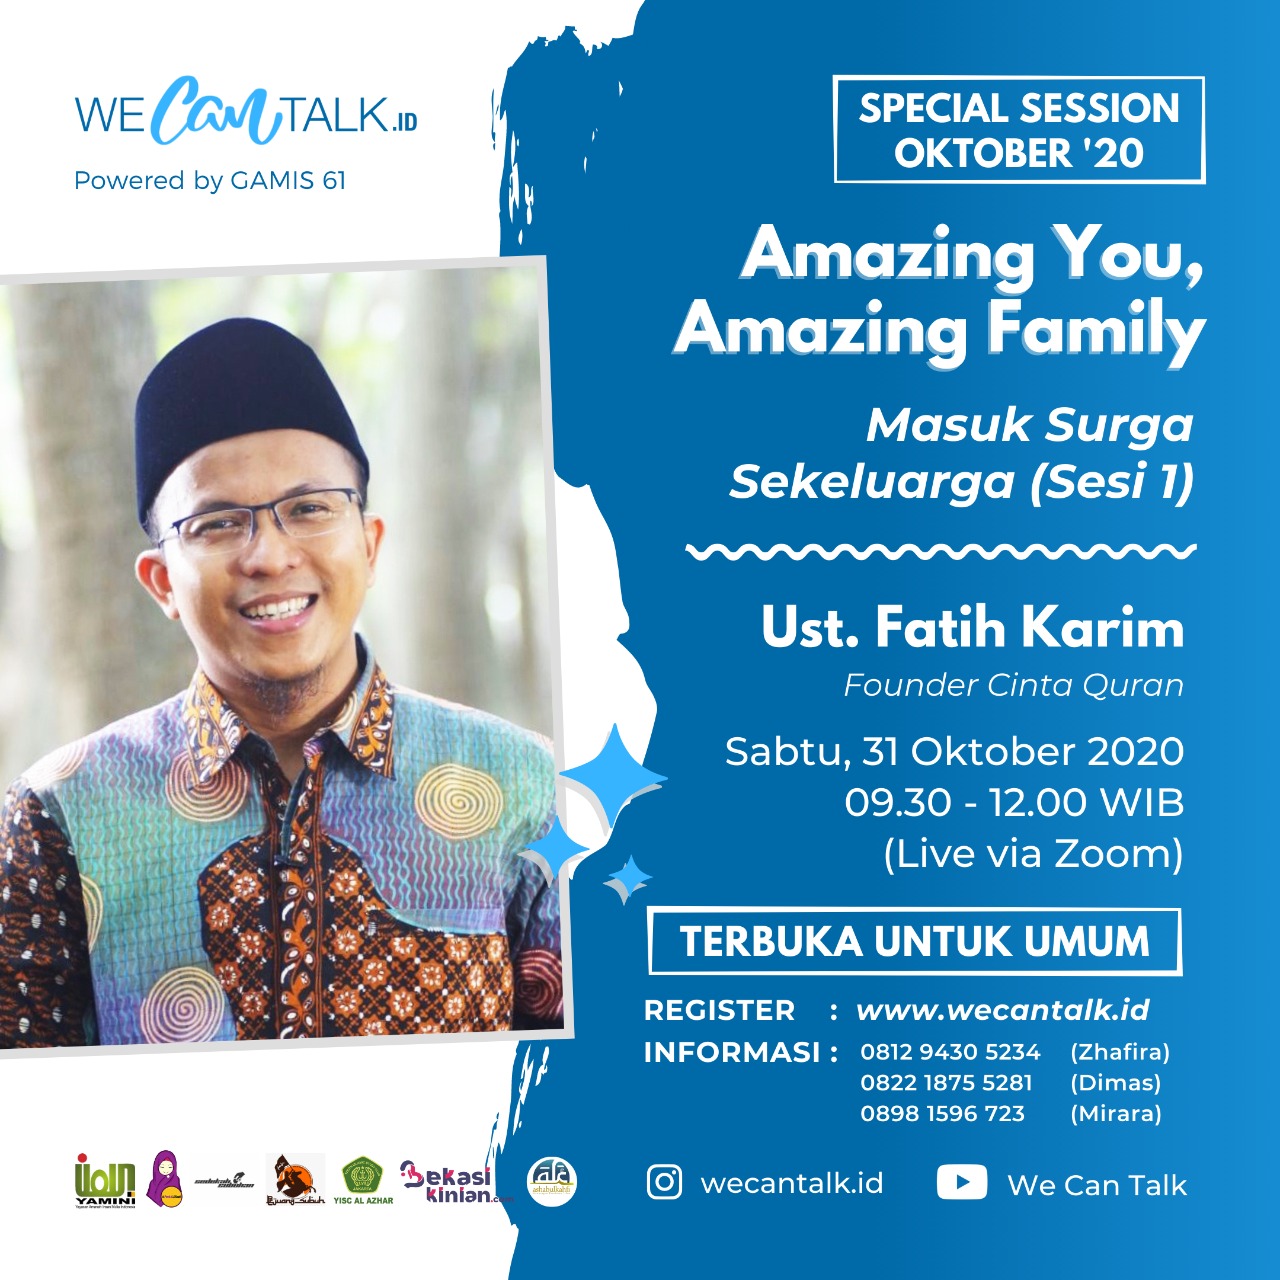 WE Can TALK.ID
Powered by GAMIS 61
SPECIAL SESSION
OKTOBER '20
Amazing You,
Amazing Family
Masuk Surga
Sekeluarga (Sesi 1)
Ust. Fatih Karim
Founder Cinta Quran
Sabtu, 31 Oktober 2020
09.30 - 12.00 WIB
(Live via Zoom)
TERBUKA UNTUK UMUM
REGISTER : www.wecantalk.id
INFORMASI : 0812 9430 5234 (Zhafira)
0822 1875 5281 (Dimas)
0898 1596 723 (Mirara)
YAMINI
Pejuang_subuh
YISC AL AZHAR
Bekasi
kinian.com
wecantalk.id
We Can Talk